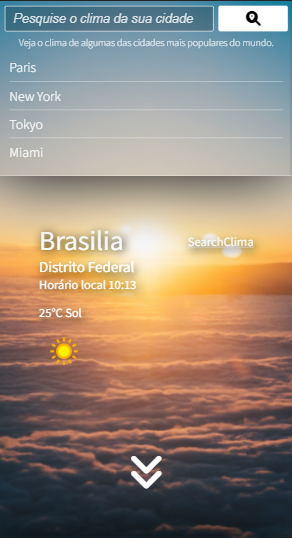 Pesquise o clima da sua cidade
Veja o clima de algumas das cidades mais populares do mundo.
Paris
New York
Tokyo
Miami
Brasilia
SearchClima
Distrito Federal
Horário local 10:13
25°C Sol